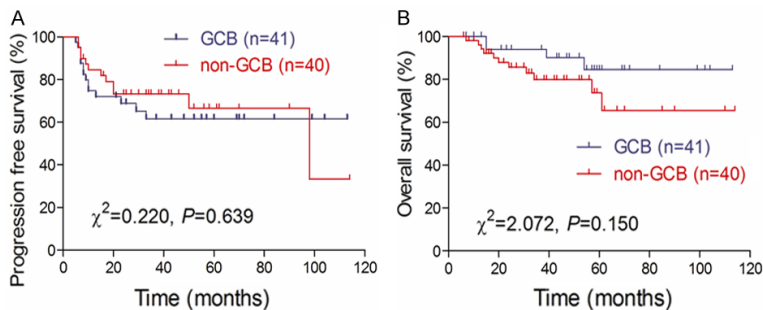 A
Progression free survival (%)
100
80
60
40
20
0
GCB (n=41)
non-GCB (n=40)
χ²=0.220, P=0.639
0 20 40 60 80 100 120
Time (months)
B
Overall survival (%)
100
80
60
40
20
0
GCB (n=41)
non-GCB (n=40)
χ²=2.072, P=0.150
0 20 40 60 80 100 120
Time (months)